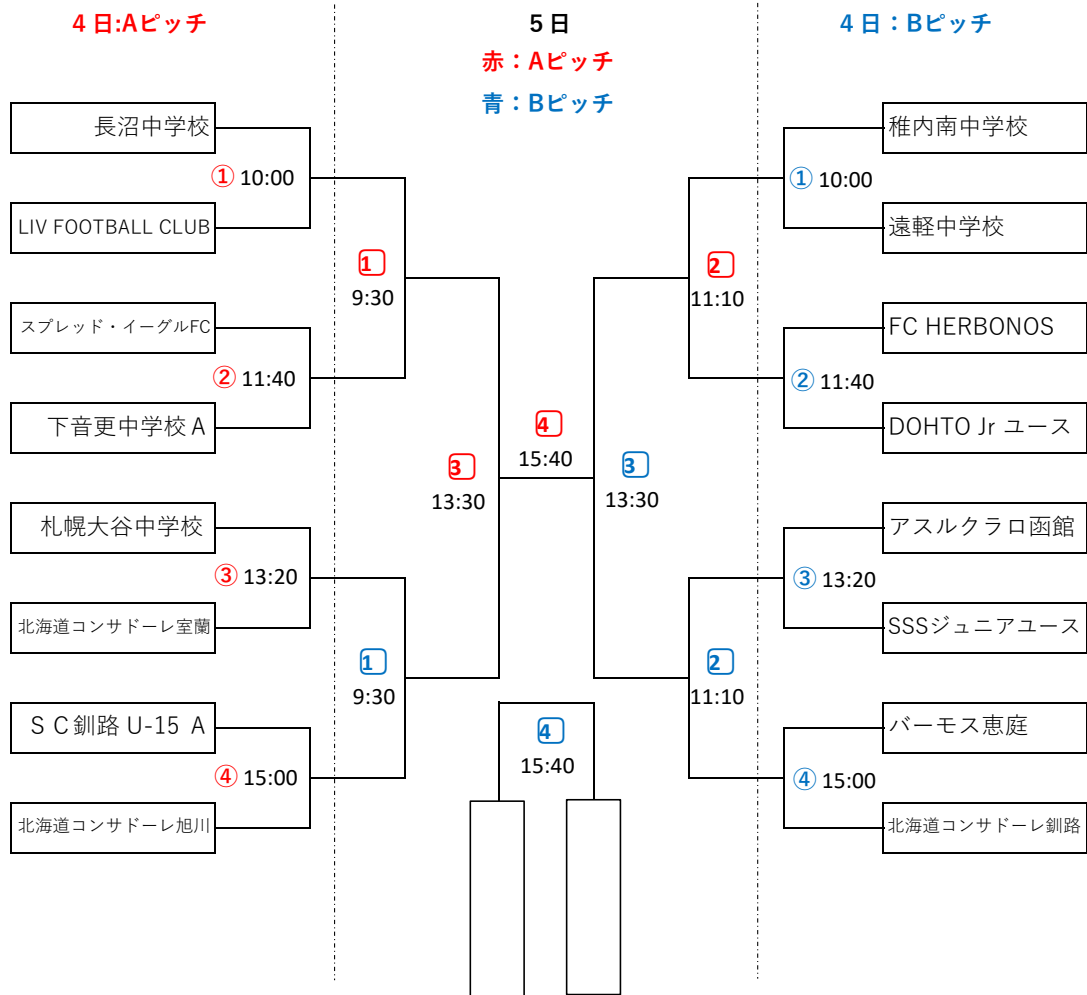 4日:Aピッチ
5日
4日：Bピッチ
赤：Aピッチ
青：Bピッチ
長沼中学校
① 10:00
LIV FOOTBALL CLUB
スプレッド・イーグルFC
② 11:40
下音更中学校 A
札幌大谷中学校
③ 13:20
北海道コンサドーレ室蘭
ＳＣ釧路 U-15 A
④ 15:00
北海道コンサドーレ旭川
1
9:30
1
9:30
3
13:30
4
15:40
3
13:30
4
15:40
2
11:10
2
11:10
稚内南中学校
① 10:00
遠軽中学校
FC HERBONOS
② 11:40
DOHTO Jr ユース
アスルクラロ函館
③ 13:20
SSSジュニアユース
バーモス恵庭
④ 15:00
北海道コンサドーレ釧路